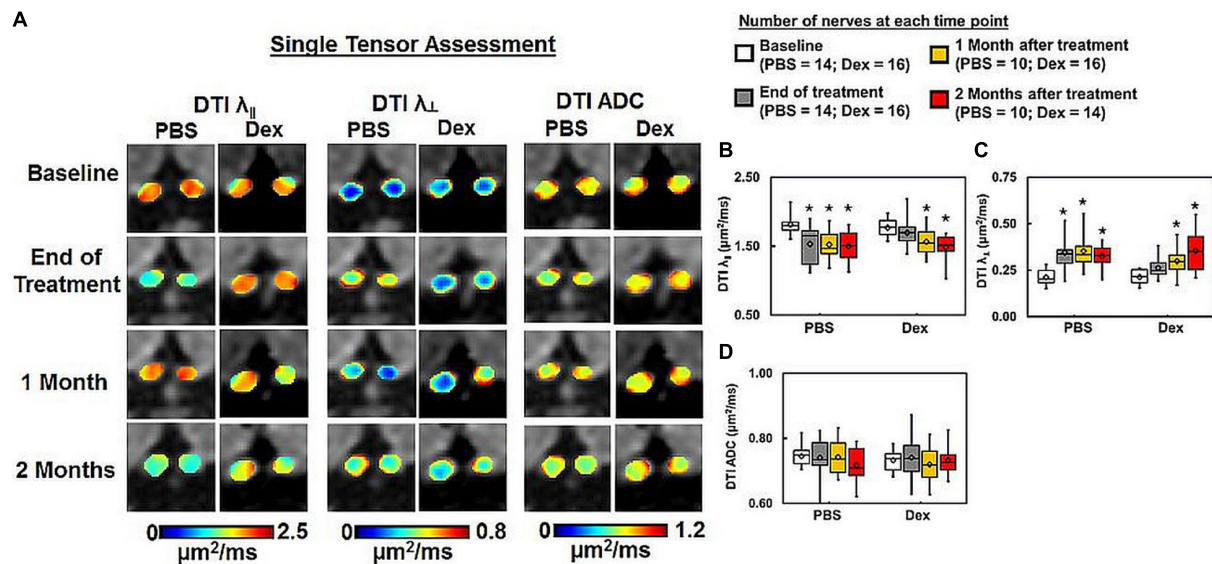 A
Single Tensor Assessment
DTI λ∥
DTI λ⊥
DTI ADC
PBS
Dex
PBS
Dex
PBS
Dex
Baseline
End of
Treatment
1 Month
2 Months
0
2.5
µm²/ms
0
0.8
µm²/ms
0
1.2
µm²/ms
Number of nerves at each time point
Baseline
(PBS = 14; Dex = 16)
End of treatment
(PBS = 14; Dex = 16)
1 Month after treatment
(PBS = 10; Dex = 16)
2 Months after treatment
(PBS = 10; Dex = 14)
B
DTI λ∥ (µm²/ms)
2.50
1.50
0.50
* * *
* *
PBS
Dex
C
DTI λ⊥ (µm²/ms)
0.75
0.50
0.25
0.00
* * *
* *
PBS
Dex
D
DTI ADC (µm²/ms)
1.00
0.80
0.60
PBS
Dex